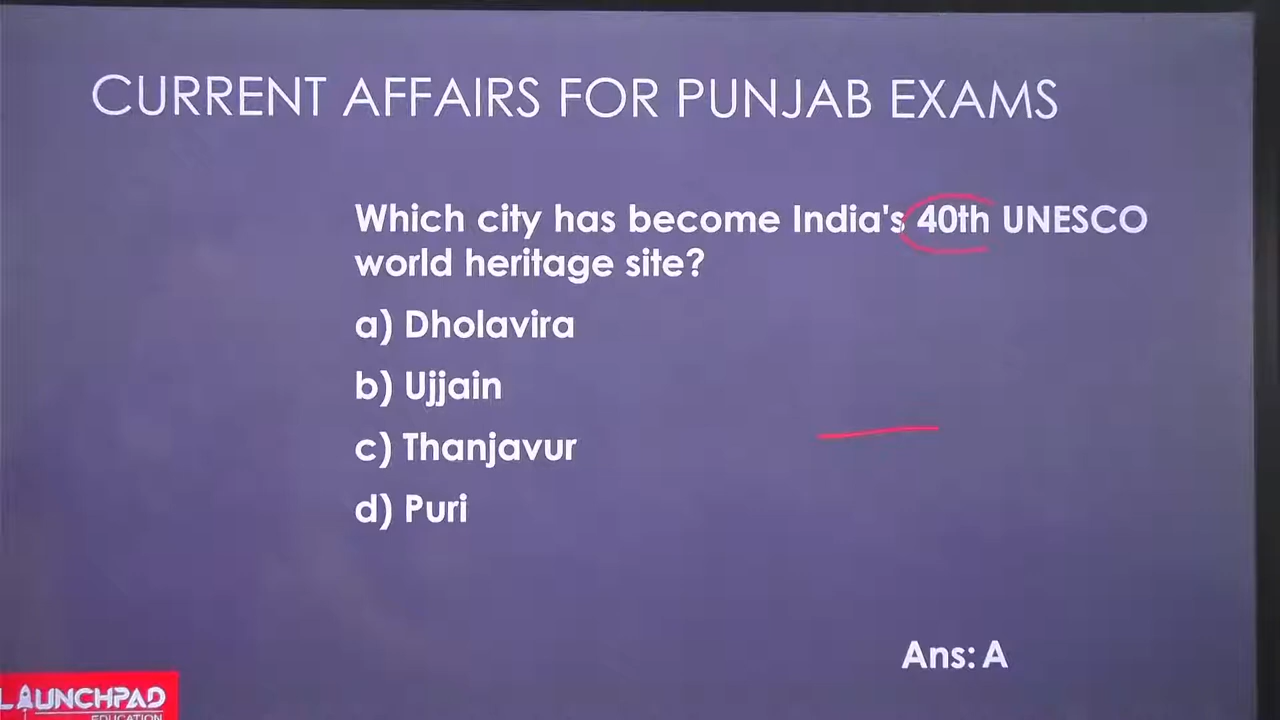 CURRENT AFFAIRS FOR PUNJAB EXAMS
Which city has become India's 40th UNESCO
world heritage site?
a) Dholavira
b) Ujjain
c) Thanjavur
d) Puri
Ans: A
LAUNCHPAD
EDUCATION